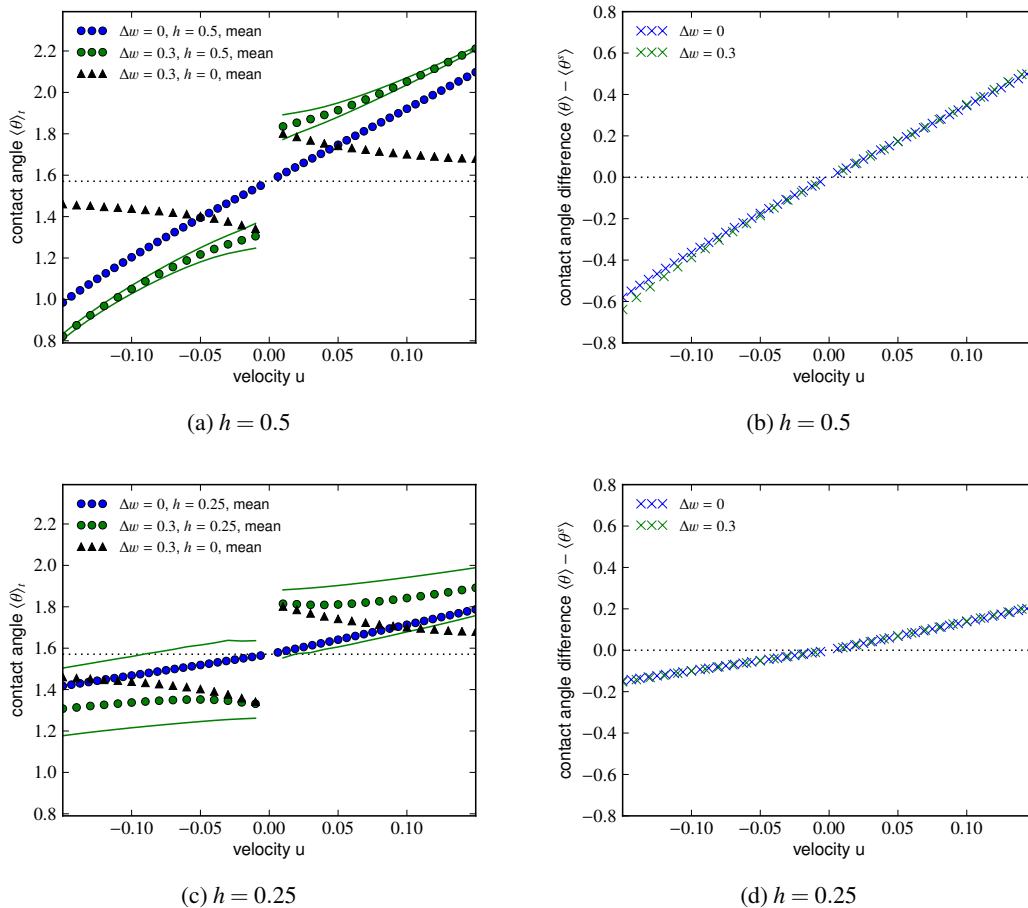 Δw = 0, h = 0.5, mean
Δw = 0.3, h = 0.5, mean
Δw = 0.3, h = 0, mean
contact angle ⟨θ⟩ₜ
2.2
2.0
1.8
1.6
1.4
1.2
1.0
0.8
−0.10 −0.05 0.00 0.05 0.10
velocity u
(a) h = 0.5
Δw = 0
Δw = 0.3
contact angle difference ⟨θ⟩ − ⟨θˢ⟩
0.8
0.6
0.4
0.2
0.0
−0.2
−0.4
−0.6
−0.8
−0.10 −0.05 0.00 0.05 0.10
velocity u
(b) h = 0.5
Δw = 0, h = 0.25, mean
Δw = 0.3, h = 0.25, mean
Δw = 0.3, h = 0, mean
contact angle ⟨θ⟩ₜ
2.2
2.0
1.8
1.6
1.4
1.2
1.0
0.8
−0.10 −0.05 0.00 0.05 0.10
velocity u
(c) h = 0.25
Δw = 0
Δw = 0.3
contact angle difference ⟨θ⟩ − ⟨θˢ⟩
0.8
0.6
0.4
0.2
0.0
−0.2
−0.4
−0.6
−0.8
−0.10 −0.05 0.00 0.05 0.10
velocity u
(d) h = 0.25